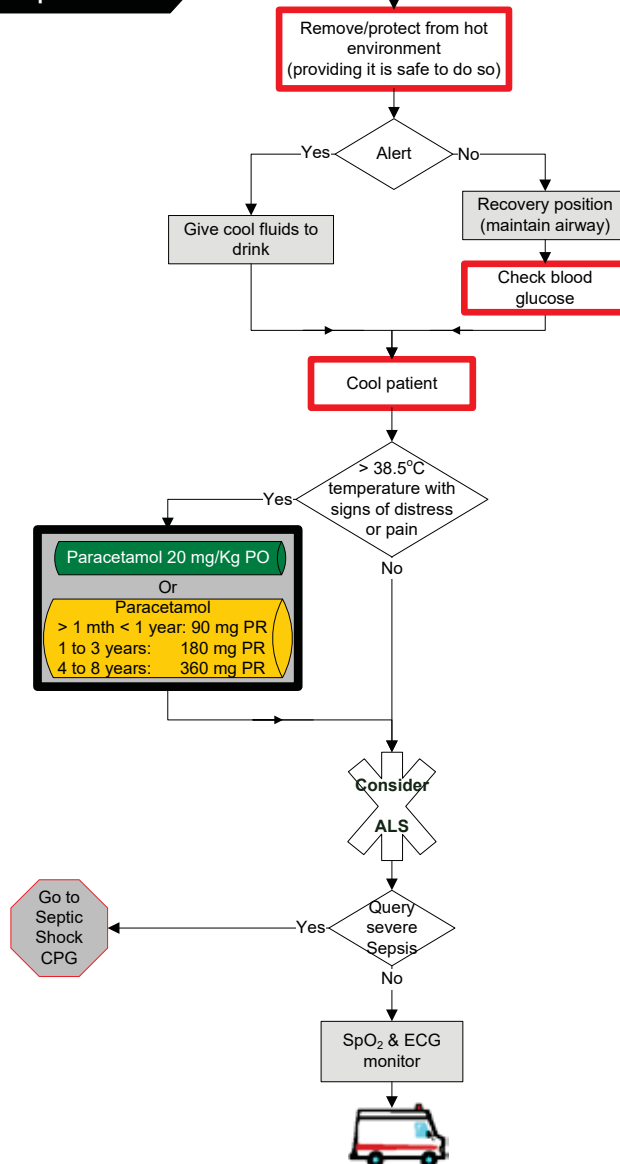 Remove/protect from hot
environment
(providing it is safe to do so)
Yes
Alert
No
Give cool fluids to
drink
Recovery position
(maintain airway)
Check blood
glucose
Cool patient
> 38.5°C
temperature with
signs of distress
or pain
Yes
No
Paracetamol 20 mg/Kg PO
Or
Paracetamol
> 1 mth < 1 year: 90 mg PR
1 to 3 years: 180 mg PR
4 to 8 years: 360 mg PR
Consider
ALS
Go to
Septic
Shock
CPG
Yes
Query
severe
Sepsis
No
SpO₂ & ECG
monitor